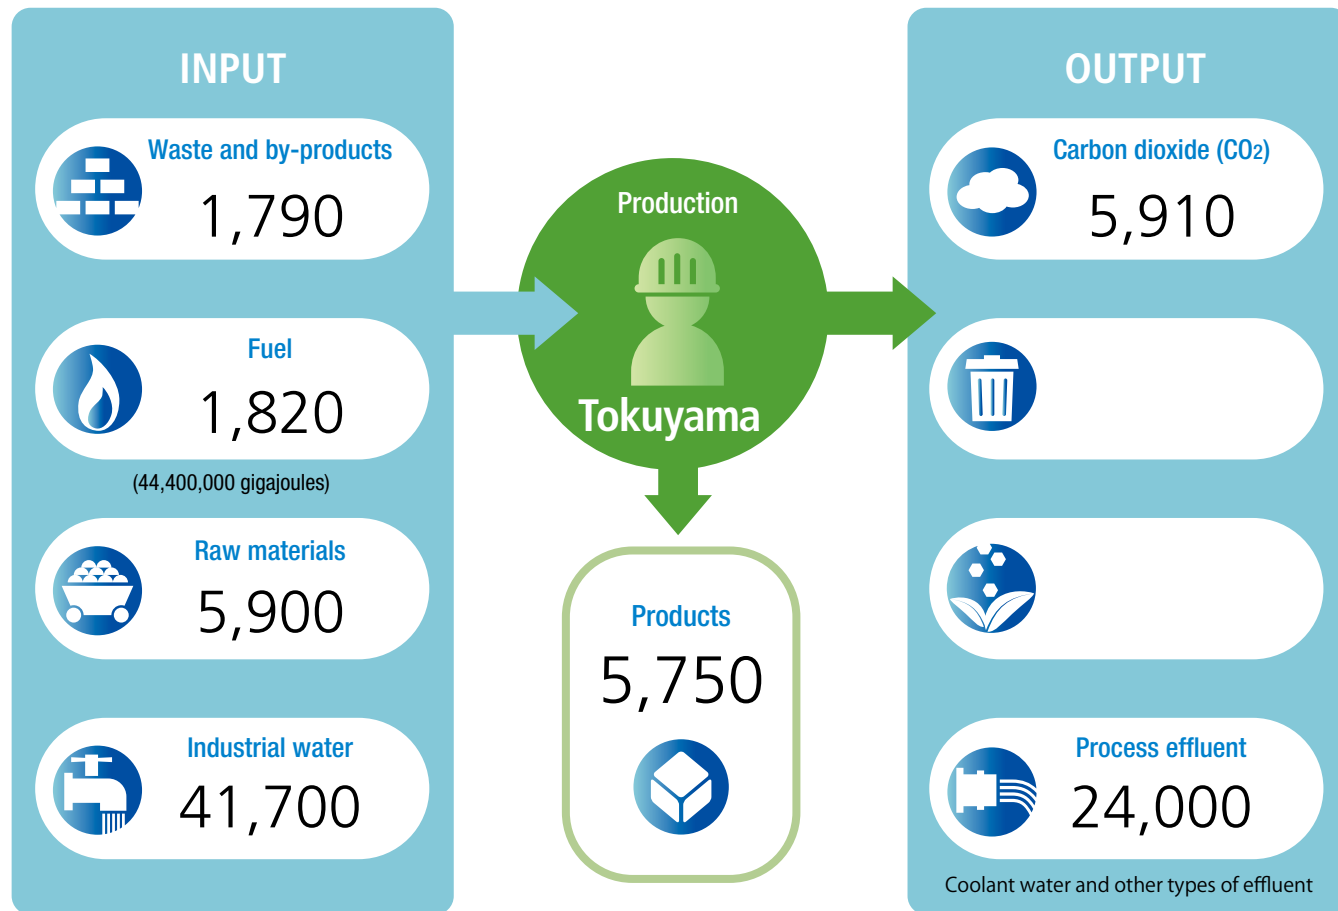 INPUT
Waste and by-products
1,790
Fuel
1,820
(44,400,000 gigajoules)
Raw materials
5,900
Industrial water
41,700
Production
Tokuyama
Products
5,750
OUTPUT
Carbon dioxide (CO2)
5,910
Process effluent
24,000
Coolant water and other types of effluent